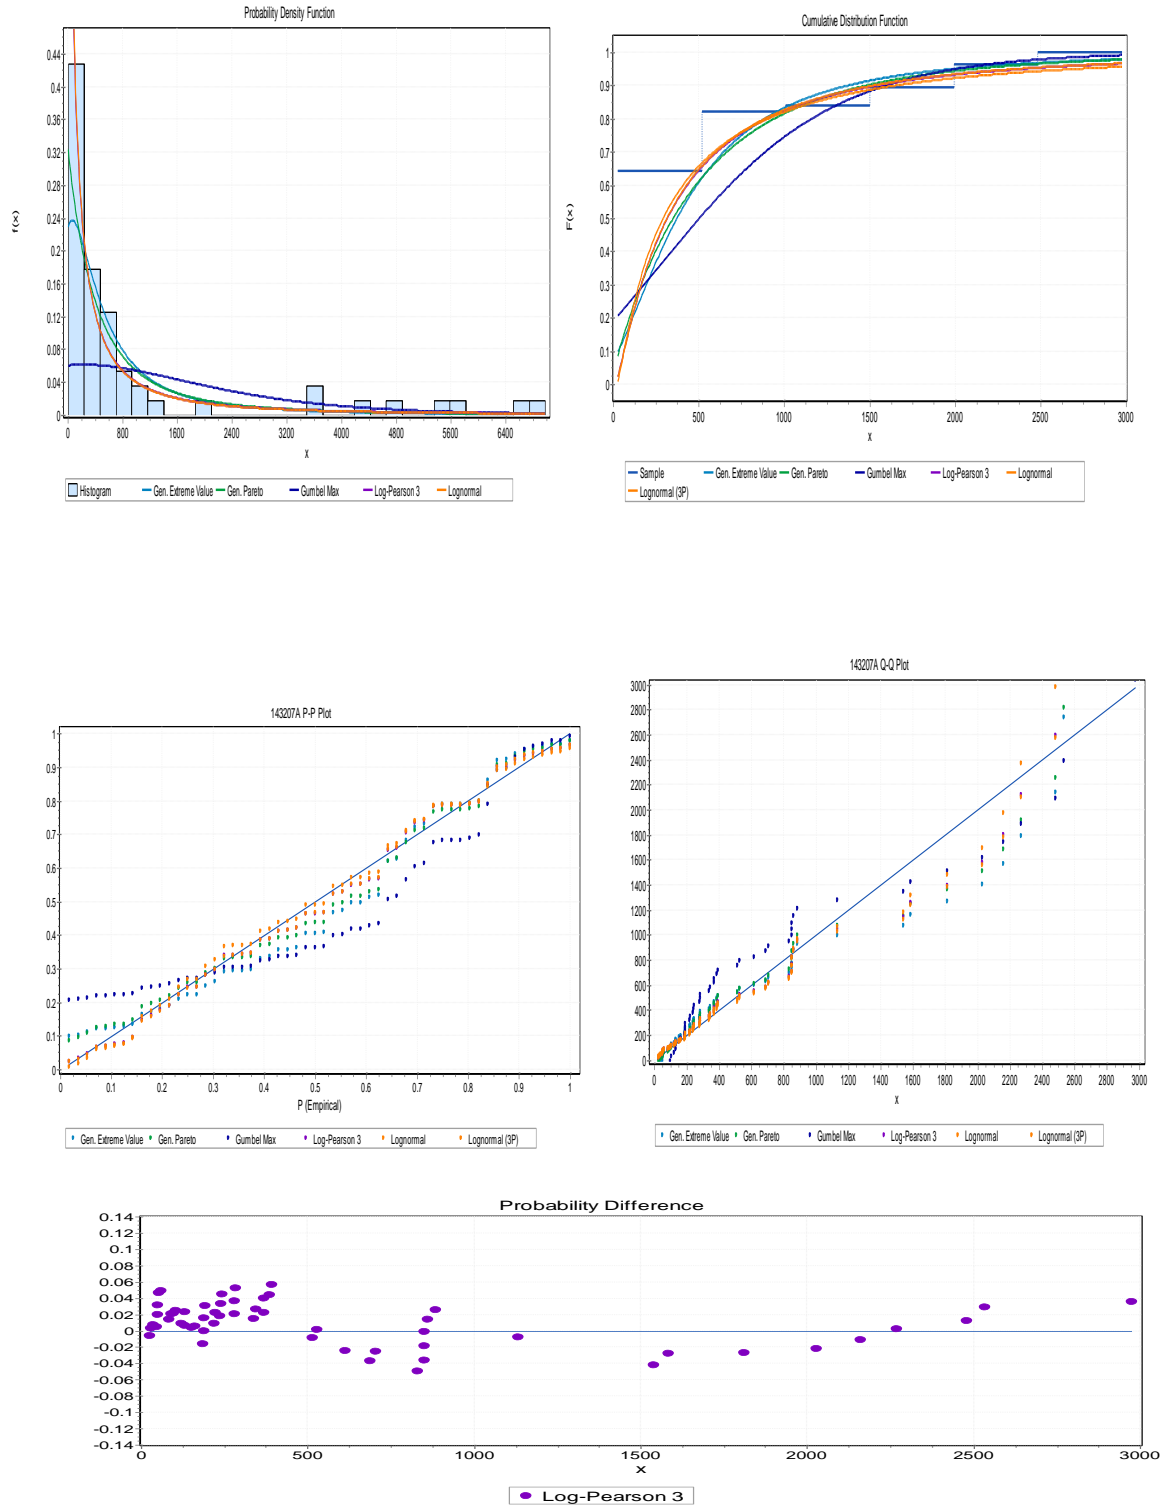 Probability Density Function
f(x)
0.44
0.4
0.36
0.32
0.28
0.24
0.2
0.16
0.12
0.08
0.04
0
0 800 1600 2400 3200 4000 4800 5600 6400
x
Histogram Gen. Extreme Value Gen. Pareto Gumbel Max Log-Pearson 3 Lognormal
Cumulative Distribution Function
F(x)
1
0.9
0.8
0.7
0.6
0.5
0.4
0.3
0.2
0.1
0
0 500 1000 1500 2000 2500 3000
x
Sample Gen. Extreme Value Gen. Pareto Gumbel Max Log-Pearson 3 Lognormal
Lognormal (3P)
143207A P-P Plot
1
0.9
0.8
0.7
0.6
0.5
0.4
0.3
0.2
0.1
0
0 0.1 0.2 0.3 0.4 0.5 0.6 0.7 0.8 0.9 1
P (Empirical)
Gen. Extreme Value Gen. Pareto Gumbel Max Log-Pearson 3 Lognormal Lognormal (3P)
143207A Q-Q Plot
3000
2800
2600
2400
2200
2000
1800
1600
1400
1200
1000
800
600
400
200
0
0 200 400 600 800 1000 1200 1400 1600 1800 2000 2200 2400 2600 2800 3000
x
Gen. Extreme Value Gen. Pareto Gumbel Max Log-Pearson 3 Lognormal Lognormal (3P)
Probability Difference
0.14
0.12
0.1
0.08
0.06
0.04
0.02
0
-0.02
-0.04
-0.06
-0.08
-0.1
-0.12
-0.14
0 500 1000 1500 2000 2500 3000
x
Log-Pearson 3